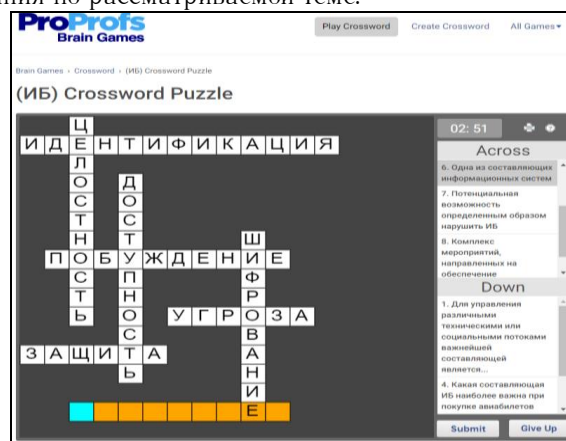 ния по рассматриваемой теме.
ProProfs
Brain Games
Play Crossword Create Crossword All Games
Brain Games › Crossword › (ИБ) Crossword Puzzle
(ИБ) Crossword Puzzle
ЦЕЛОСТНОСТЬ
ИДЕНТИФИКАЦИЯ
ДОСТУПНОСТЬ
ШИФРОВАНИЕ
ПОБУЖДЕНИЕ
УГРОЗА
ЗАЩИТА
02: 51
Across
6. Одна из составляющих
информационных систем
7. Потенциальная
возможность
определенным образом
нарушить ИБ
8. Комплекс
мероприятий,
направленных на
обеспечение
Down
1. Для управления
различными
техническими или
социальными потоками
важнейшей
составляющей
является...
4. Какая составляющая
ИБ наиболее важна при
покупке авиабилетов
Submit Give Up